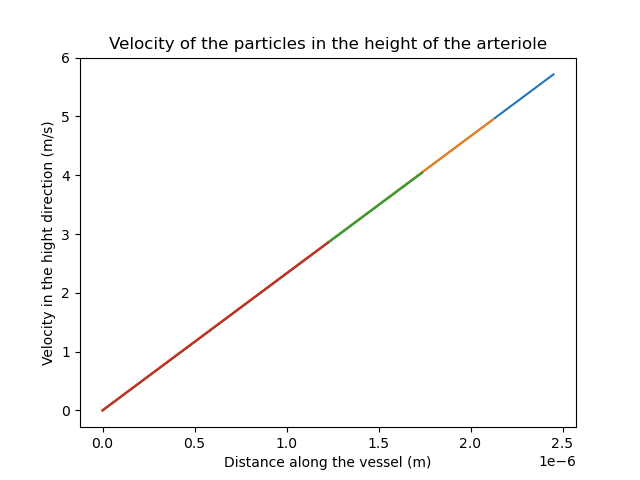 Velocity of the particles in the height of the arteriole
Velocity in the hight direction (m/s)
6
5
4
3
2
1
0
0.0 0.5 1.0 1.5 2.0 2.5
1e−6
Distance along the vessel (m)